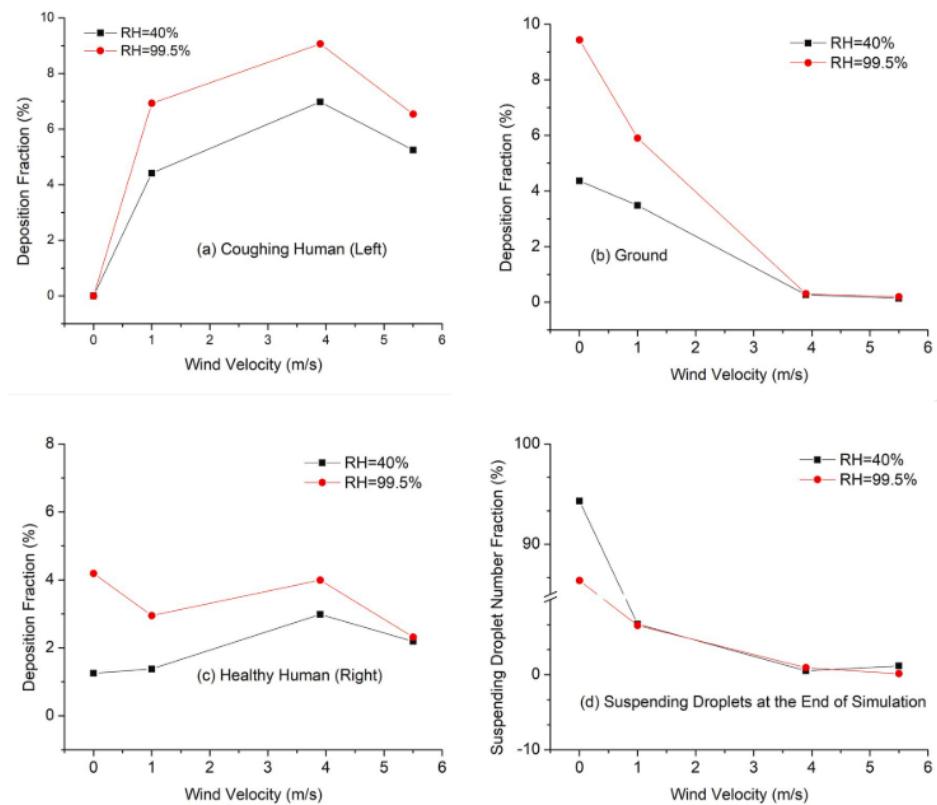 RH=40%
RH=99.5%
Deposition Fraction (%)
10
8
6
4
2
0
(a) Coughing Human (Left)
0 1 2 3 4 5 6
Wind Velocity (m/s)
RH=40%
RH=99.5%
Deposition Fraction (%)
10
8
6
4
2
0
(b) Ground
0 1 2 3 4 5 6
Wind Velocity (m/s)
RH=40%
RH=99.5%
Deposition Fraction (%)
8
6
4
2
0
(c) Healthy Human (Right)
0 1 2 3 4 5 6
Wind Velocity (m/s)
RH=40%
RH=99.5%
Suspending Droplet Number Fraction (%)
100
90
0
-10
(d) Suspending Droplets at the End of Simulation
0 1 2 3 4 5 6
Wind Velocity (m/s)